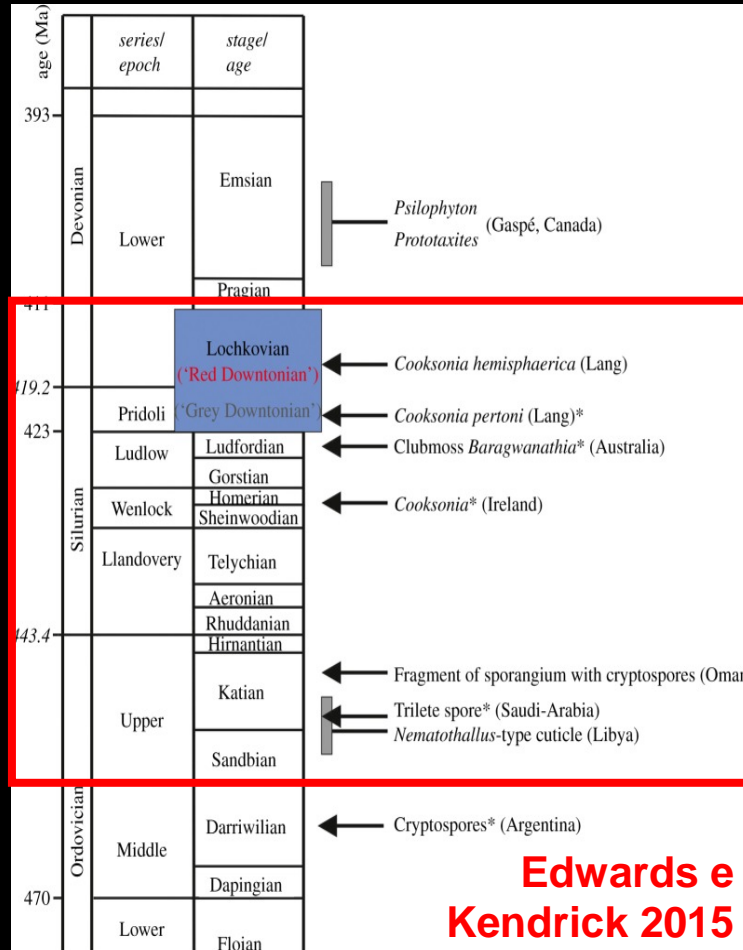 age (Ma)
series/
epoch
stage/
age
393
Devonian
Lower
Emsian
Psilophyton
Prototaxites
(Gaspé, Canada)
Pragian
411
Lochkovian
('Red Downtonian')
Cooksonia hemisphaerica (Lang)
419.2
Pridoli
('Grey Downtonian')
Cooksonia pertoni (Lang)*
423
Ludlow
Ludfordian
Clubmoss Baragwanathia* (Australia)
Gorstian
Silurian
Wenlock
Homerian
Cooksonia* (Ireland)
Sheinwoodian
Llandovery
Telychian
Aeronian
Rhuddanian
443.4
Hirnantian
Fragment of sporangium with cryptospores (Oman
Katian
Trilete spore* (Saudi-Arabia)
Upper
Nematothallus-type cuticle (Libya)
Sandbian
Ordovician
Darriwilian
Cryptospores* (Argentina)
Middle
Dapingian
470
Lower
Floian
Edwards e
Kendrick 2015